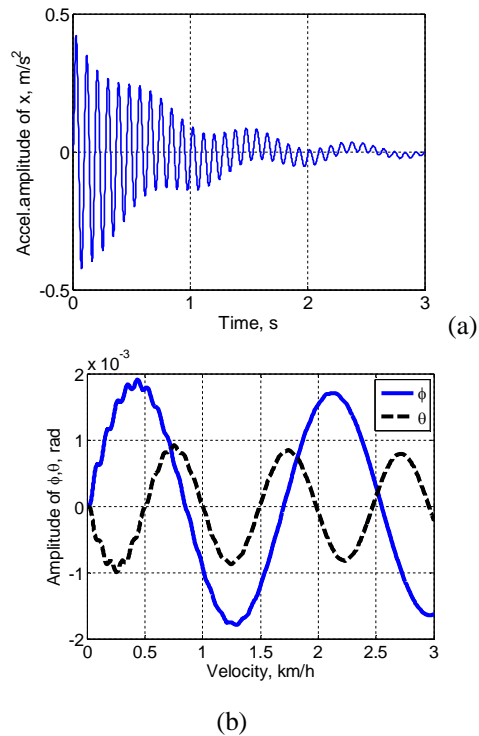 0.5
0
-0.5
Accel.amplitude of x, m/s²
0 1 2 3
Time, s
(a)
x 10⁻³
2
1
0
-1
-2
Amplitude of ϕ,θ, rad
ϕ
θ
0 0.5 1 1.5 2 2.5 3
Velocity, km/h
(b)